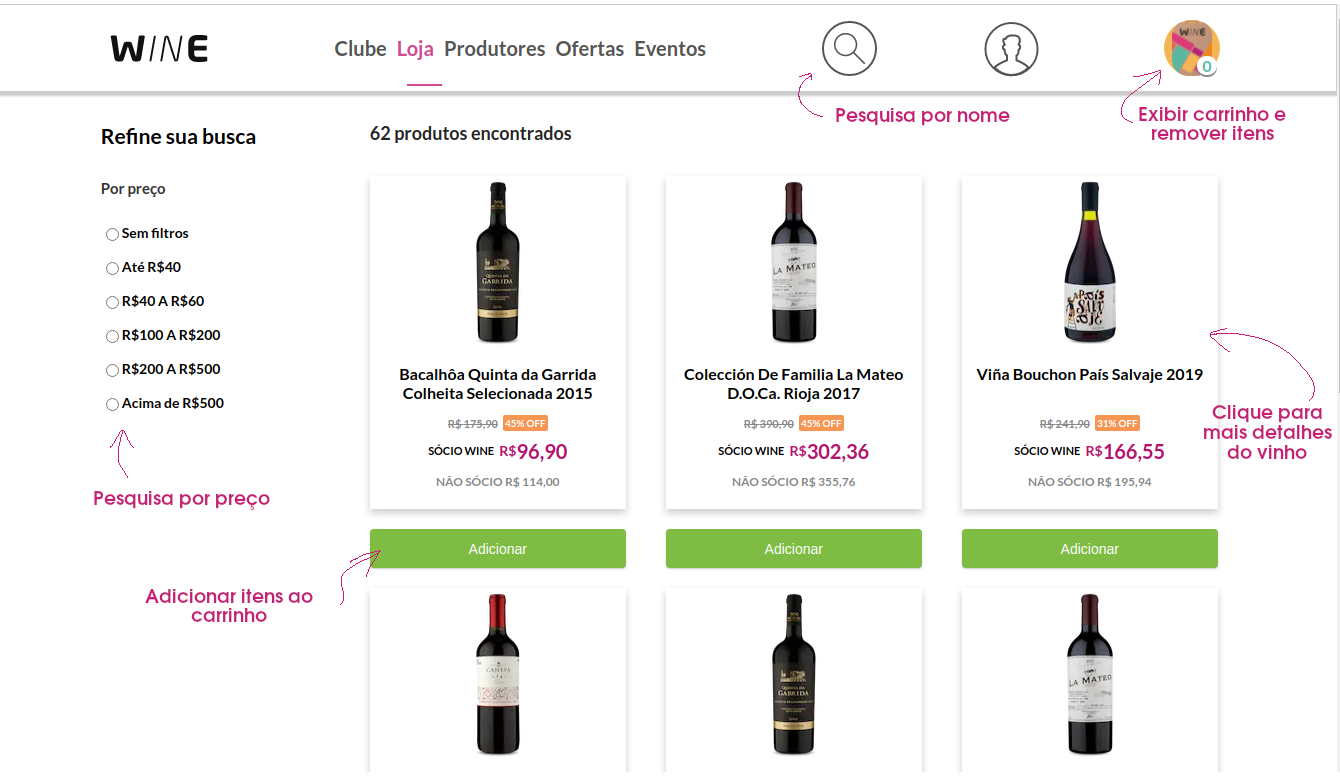 WINE
Clube Loja Produtores Ofertas Eventos
WINE
0
Pesquisa por nome
Exibir carrinho e
remover itens
Refine sua busca
62 produtos encontrados
Por preço
Sem filtros
Até R$40
R$40 A R$60
R$100 A R$200
R$200 A R$500
Acima de R$500
Pesquisa por preço
QUINTA DA
GARRIDA
LA MATEO
PAÍS
SALV
AJE
Bacalhôa Quinta da Garrida
Colheita Selecionada 2015
R$ 175,90 45% OFF
SÓCIO WINE R$96,90
NÃO SÓCIO R$ 114,00
Adicionar
Colección De Familia La Mateo
D.O.Ca. Rioja 2017
R$ 390,90 45% OFF
SÓCIO WINE R$302,36
NÃO SÓCIO R$ 355,76
Adicionar
Viña Bouchon País Salvaje 2019
R$ 241,90 31% OFF
SÓCIO WINE R$166,55
NÃO SÓCIO R$ 195,94
Adicionar
Clique para
mais detalhes
do vinho
Adicionar itens ao
carrinho
CANEPA
QUINTA DA
GARRIDA
LA MATEO